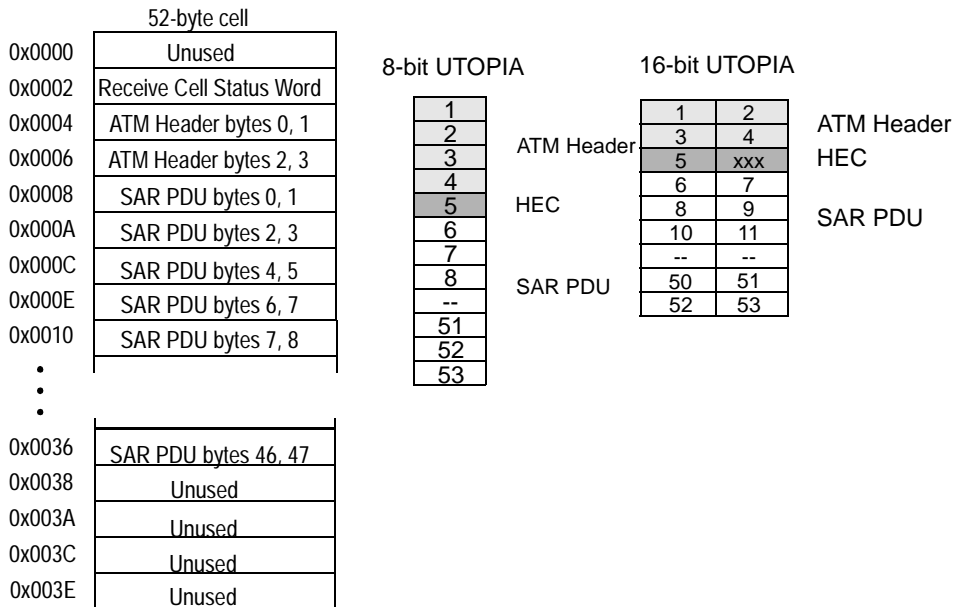 52-byte cell
0x0000 Unused
0x0002 Receive Cell Status Word
0x0004 ATM Header bytes 0, 1
0x0006 ATM Header bytes 2, 3
0x0008 SAR PDU bytes 0, 1
0x000A SAR PDU bytes 2, 3
0x000C SAR PDU bytes 4, 5
0x000E SAR PDU bytes 6, 7
0x0010 SAR PDU bytes 7, 8
0x0036 SAR PDU bytes 46, 47
0x0038 Unused
0x003A Unused
0x003C Unused
0x003E Unused
8-bit UTOPIA
1
2
3
4
5
6
7
8
--
51
52
53
ATM Header
HEC
SAR PDU
16-bit UTOPIA
1 2
3 4
5 xxx
6 7
8 9
10 11
-- --
50 51
52 53
ATM Header
HEC
SAR PDU